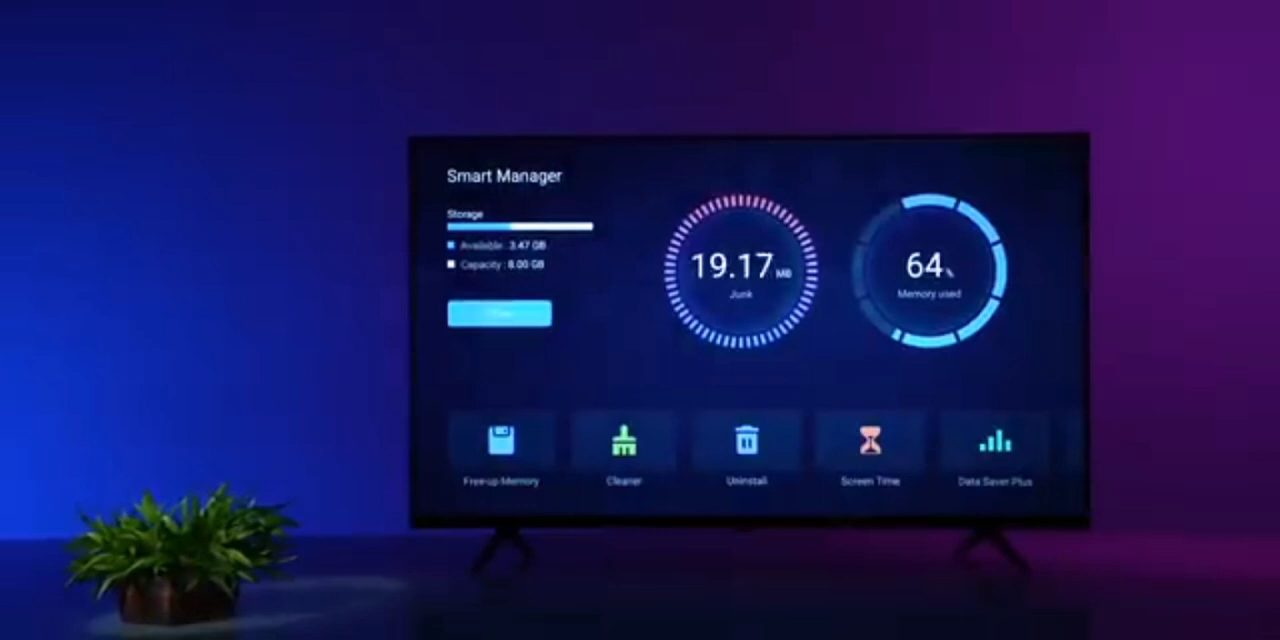 Smart Manager
Storage
Available : 3.47 GB
Capacity : 8.00 GB
19.17 MB
Junk
64%
Memory used
Free-up Memory
Cleaner
Uninstall
Screen Time
Data Saver Plus